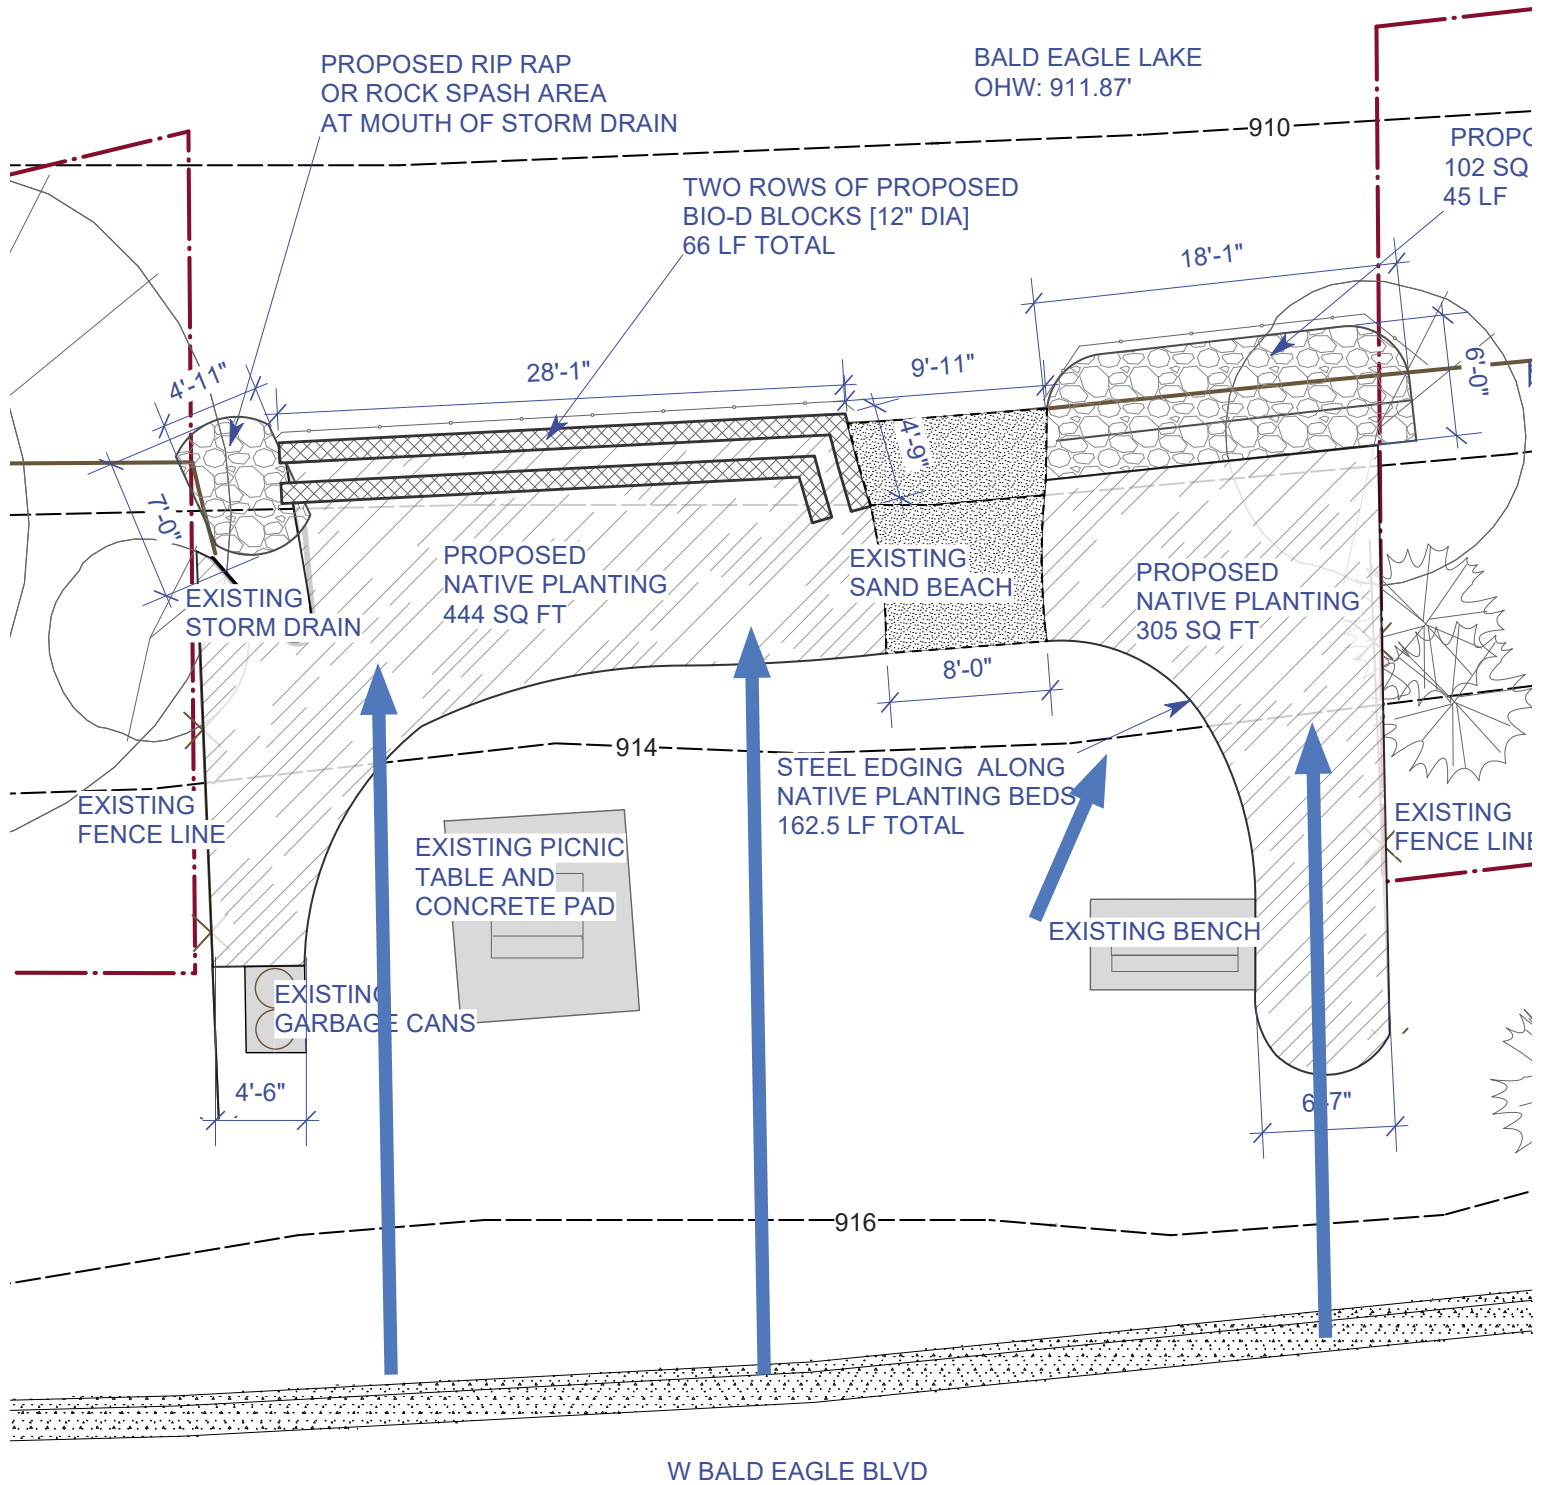 PROPOSED RIP RAP
OR ROCK SPASH AREA
AT MOUTH OF STORM DRAIN
BALD EAGLE LAKE
OHW: 911.87'
910
PROPO
102 SQ
45 LF
TWO ROWS OF PROPOSED
BIO-D BLOCKS [12" DIA]
66 LF TOTAL
18'-1"
4'-11"
28'-1"
9'-11"
6'-0"
4'-9"
7'-0"
PROPOSED
NATIVE PLANTING
444 SQ FT
EXISTING
SAND BEACH
PROPOSED
NATIVE PLANTING
305 SQ FT
EXISTING
STORM DRAIN
8'-0"
914
STEEL EDGING ALONG
NATIVE PLANTING BEDS
162.5 LF TOTAL
EXISTING
FENCE LINE
EXISTING
FENCE LINE
EXISTING PICNIC
TABLE AND
CONCRETE PAD
EXISTING BENCH
EXISTING
GARBAGE CANS
4'-6"
6'-7"
916
W BALD EAGLE BLVD